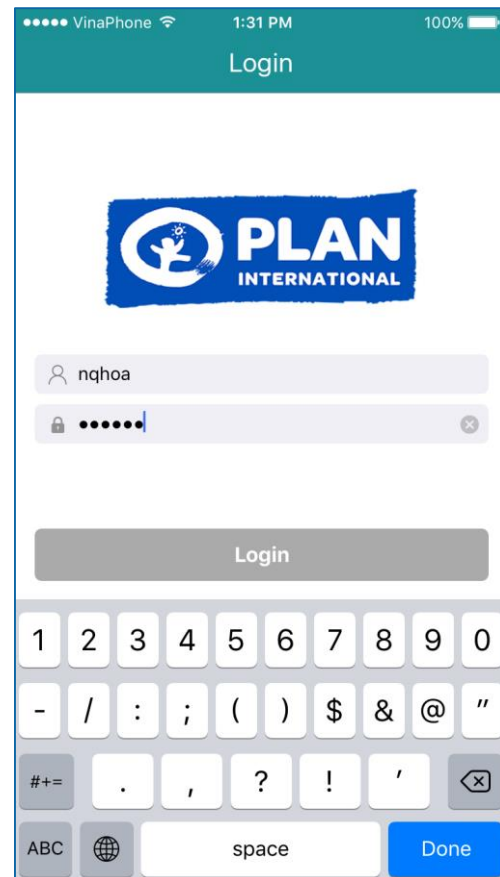 VinaPhone 1:31 PM 100%
Login
PLAN
INTERNATIONAL
nqhoa
••••••
Login
1 2 3 4 5 6 7 8 9 0
- / : ; ( ) $ & @ "
#+= . , ? ! '
ABC space Done